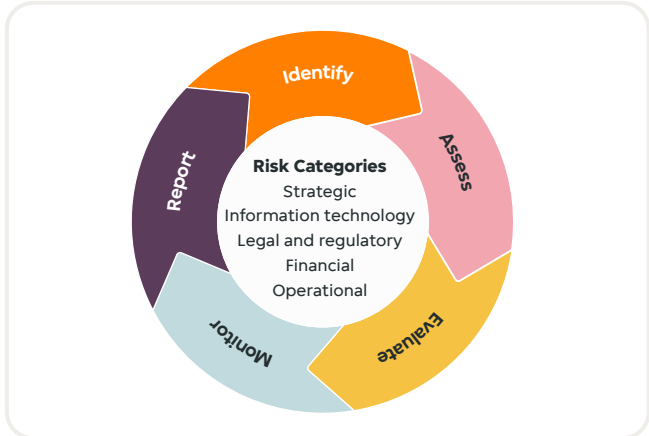 Identify
Assess
Evaluate
Monitor
Report
Risk Categories
Strategic
Information technology
Legal and regulatory
Financial
Operational